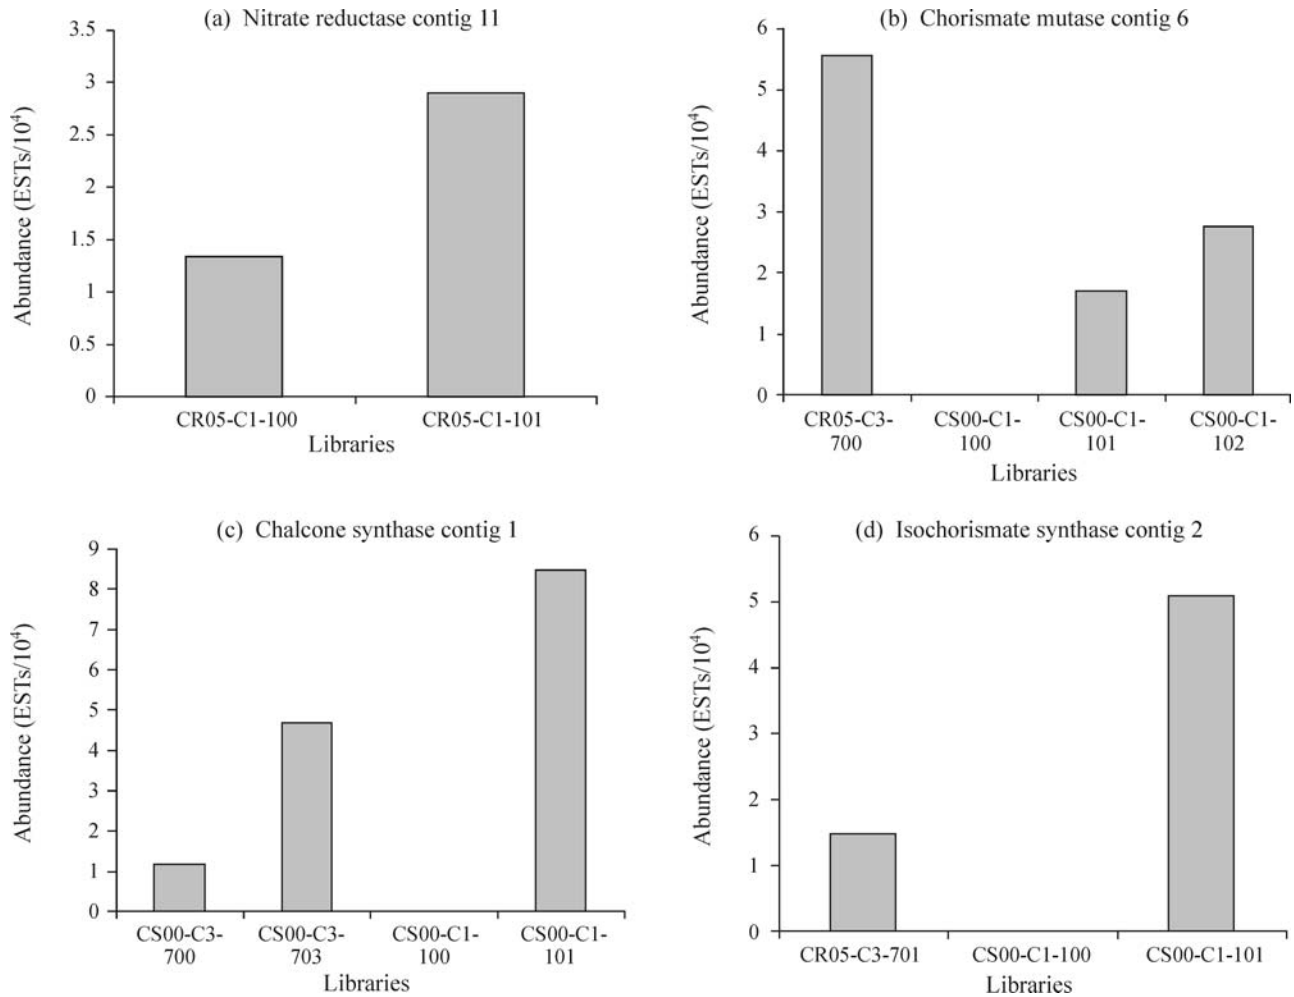 (a) Nitrate reductase contig 11
Abundance (ESTs/10⁴)
3.5
3
2.5
2
1.5
1
0.5
0
CR05-C1-100
CR05-C1-101
Libraries
(b) Chorismate mutase contig 6
Abundance (ESTs/10⁴)
6
5
4
3
2
1
0
CR05-C3-
700
CS00-C1-
100
CS00-C1-
101
CS00-C1-
102
Libraries
(c) Chalcone synthase contig 1
Abundance (ESTs/10⁴)
9
8
7
6
5
4
3
2
1
0
CS00-C3-
700
CS00-C3-
703
CS00-C1-
100
CS00-C1-
101
Libraries
(d) Isochorismate synthase contig 2
Abundance (ESTs/10⁴)
6
5
4
3
2
1
0
CR05-C3-701
CS00-C1-100
CS00-C1-101
Libraries